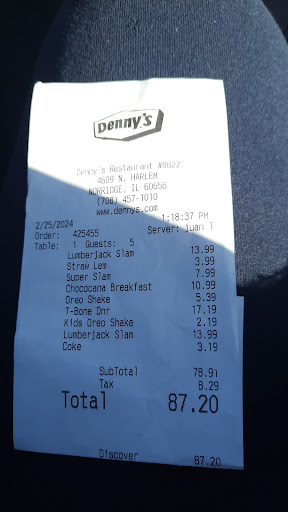 Denny's
Denny's Restaurant #8822
4509 N. HARLEM
NORRIDGE, IL 60656
(708) 457-1010
www.dennys.com
2/25/2024 1:18:37 PM
Order: 425455 Server: Juan 1
Table: 1 Guests: 5
Lumberjack Slam 13.99
Straw Lem 3.99
Super Slam 7.99
Chococana Breakfast 10.99
Oreo Shake 5.39
T-Bone Dnr 17.19
Kids Oreo Shake 2.19
Lumberjack Slam 13.99
Coke 3.19
SubTotal 78.91
Tax 8.29
Total 87.20
Discover 87.20